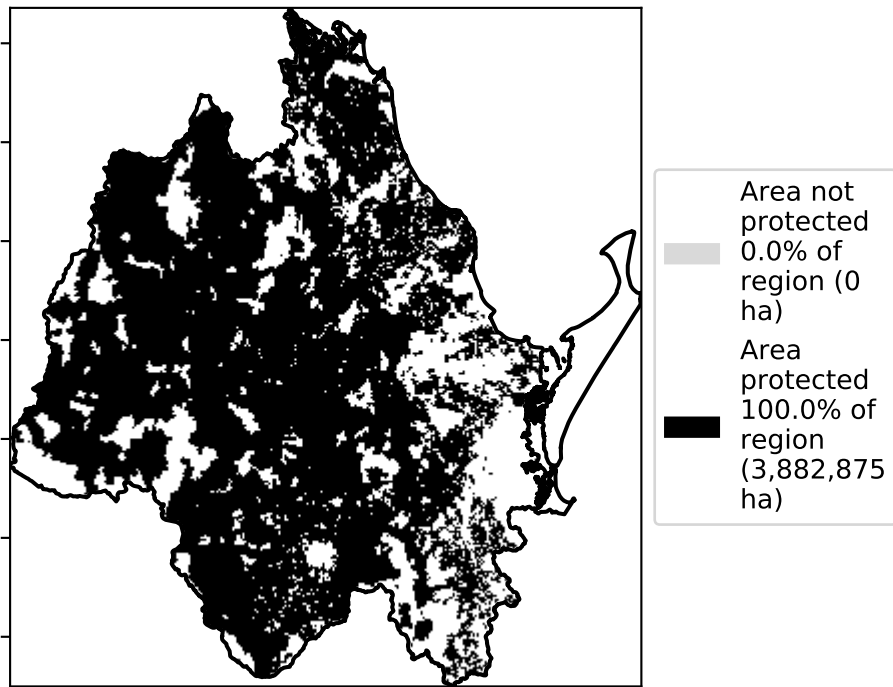 Area not
protected
0.0% of
region (0
ha)
Area
protected
100.0% of
region
(3,882,875
ha)